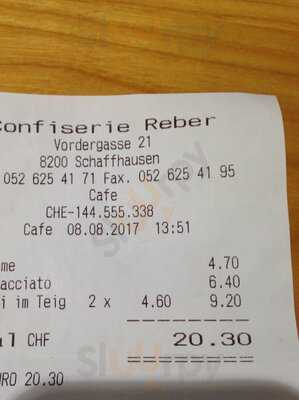 Confiserie Reber
Vordergasse 21
8200 Schaffhausen
052 625 41 71 Fax. 052 625 41 95
Cafe
CHE-144.555.338
Cafe 08.08.2017 13:51
me 4.70
acciato 6.40
i im Teig 2 x 4.60 9.20
al CHF 20.30
URO 20.30